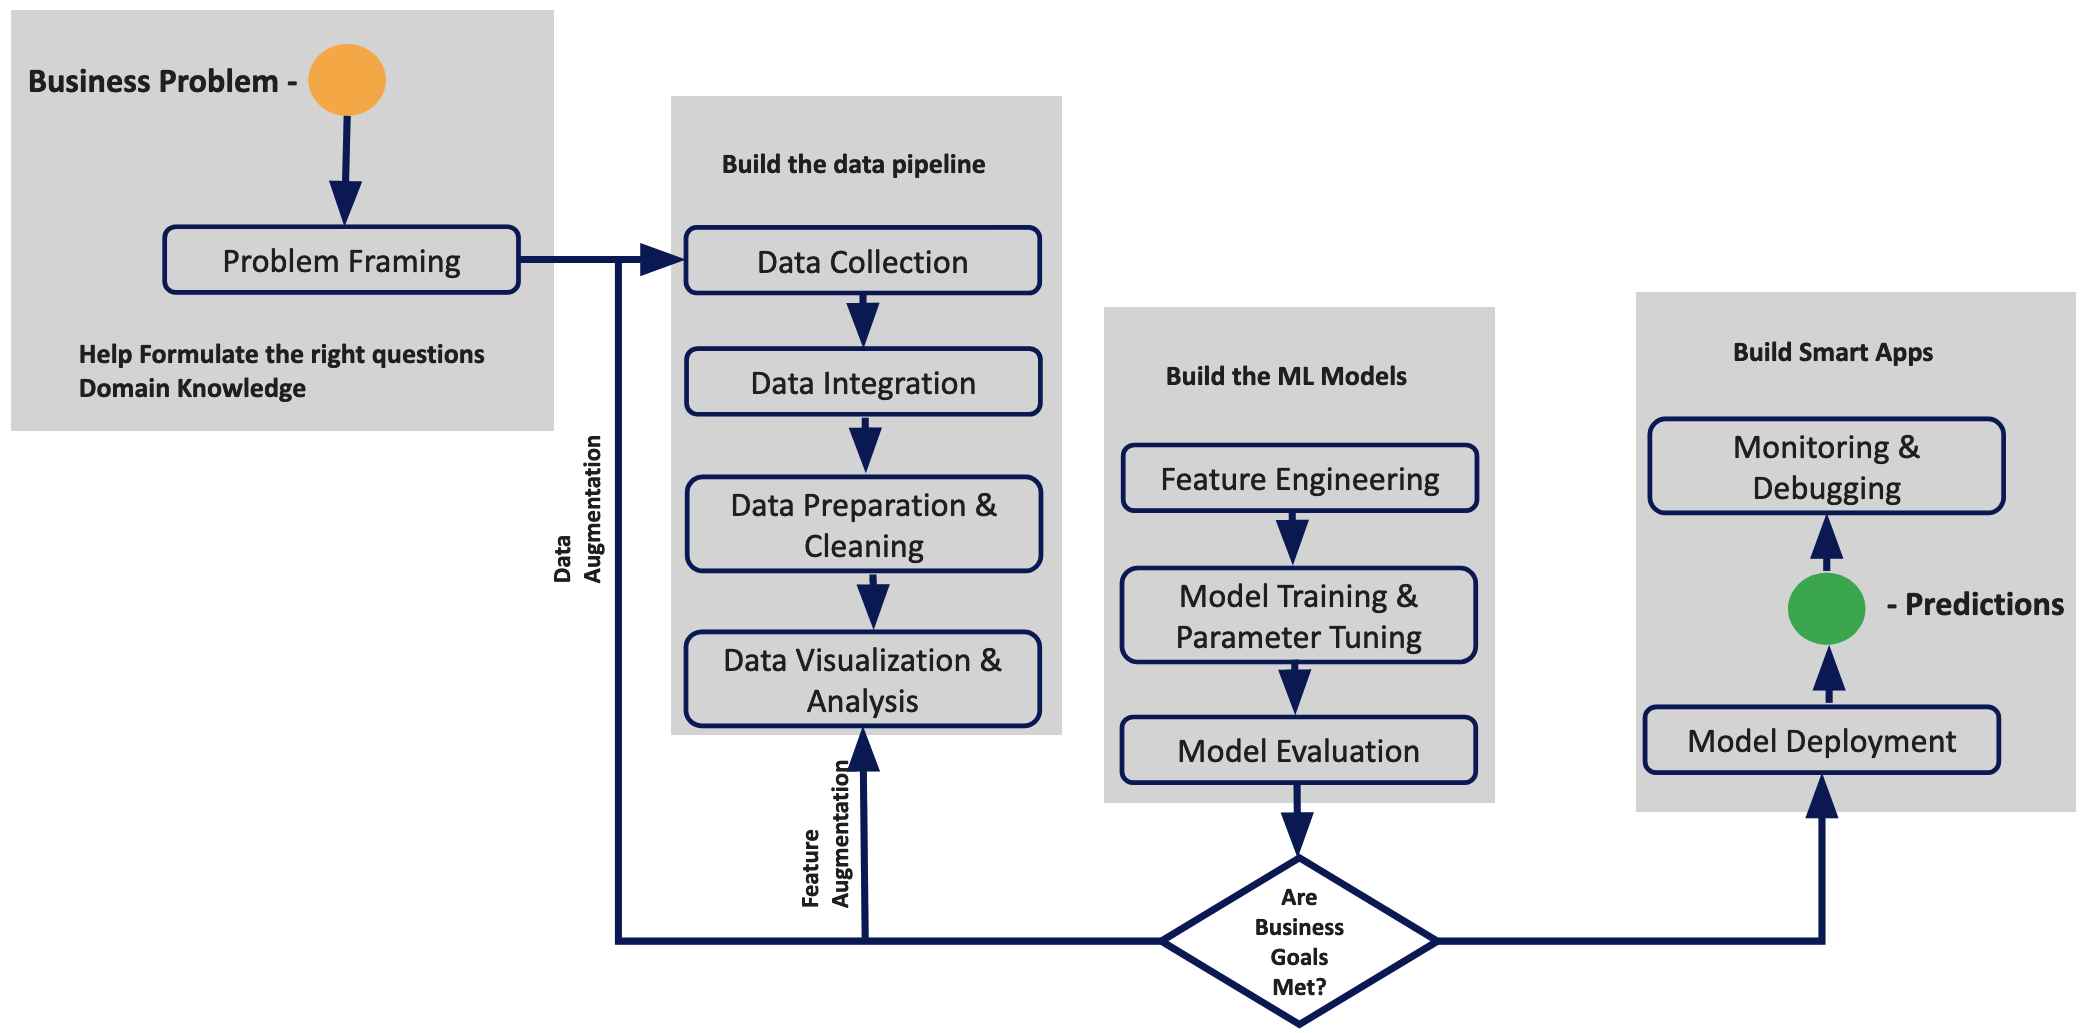 Business Problem -
Problem Framing
Help Formulate the right questions
Domain Knowledge
Data
Augmentation
Build the data pipeline
Data Collection
Data Integration
Data Preparation &
Cleaning
Data Visualization &
Analysis
Feature
Augmentation
Build the ML Models
Feature Engineering
Model Training &
Parameter Tuning
Model Evaluation
Are
Business
Goals
Met?
Build Smart Apps
Monitoring &
Debugging
- Predictions
Model Deployment